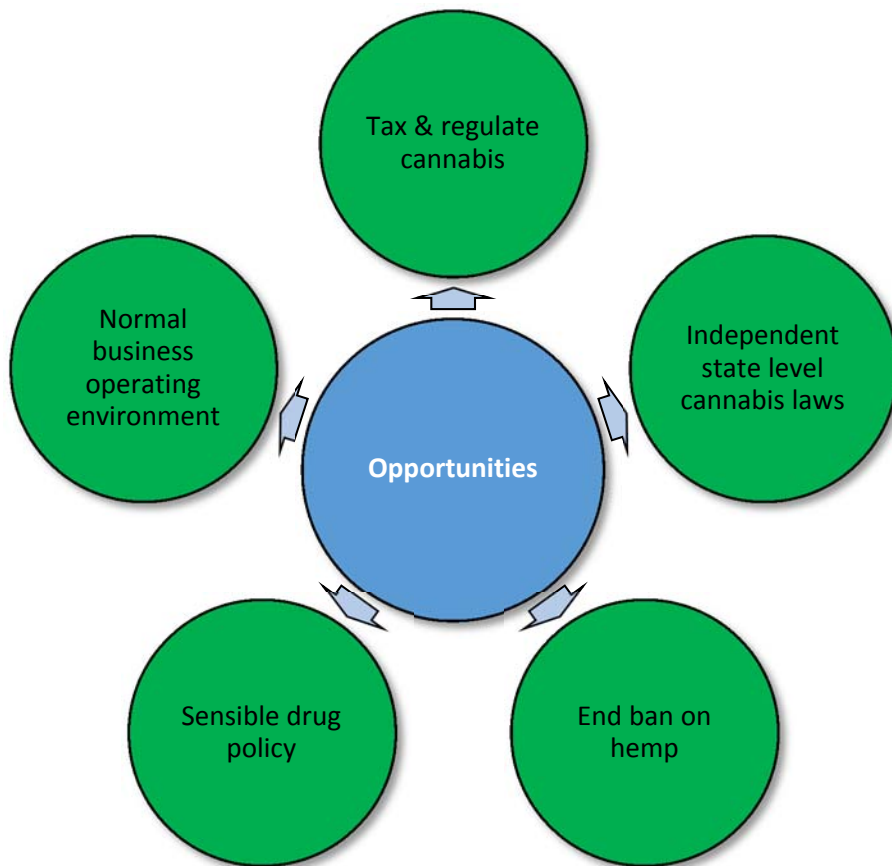 Tax & regulate
cannabis
Normal
business
operating
environment
Independent
state level
cannabis laws
Opportunities
Sensible drug
policy
End ban on
hemp